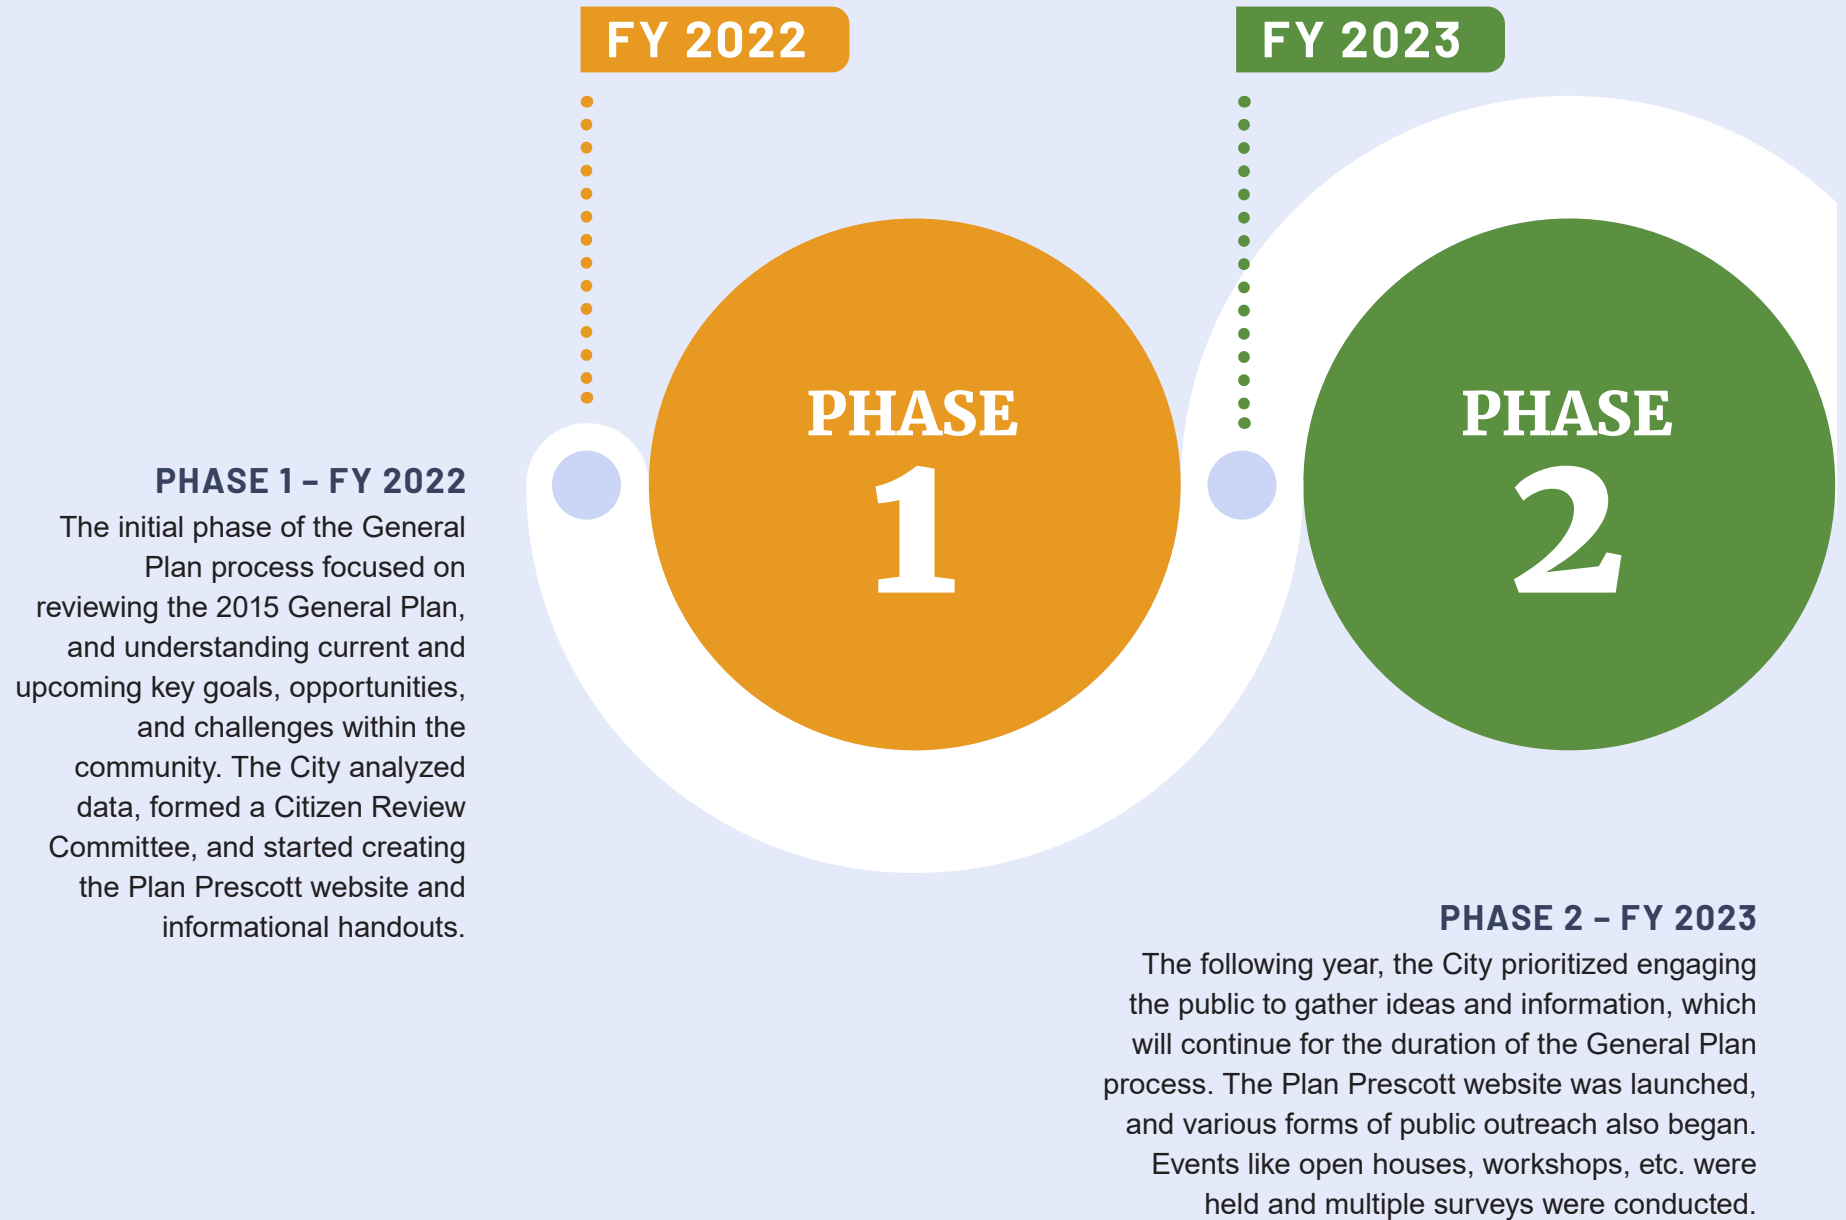 FY 2022
FY 2023
PHASE
1
PHASE
2
PHASE 1 – FY 2022
The initial phase of the General
Plan process focused on
reviewing the 2015 General Plan,
and understanding current and
upcoming key goals, opportunities,
and challenges within the
community. The City analyzed
data, formed a Citizen Review
Committee, and started creating
the Plan Prescott website and
informational handouts.
PHASE 2 – FY 2023
The following year, the City prioritized engaging
the public to gather ideas and information, which
will continue for the duration of the General Plan
process. The Plan Prescott website was launched,
and various forms of public outreach also began.
Events like open houses, workshops, etc. were
held and multiple surveys were conducted.